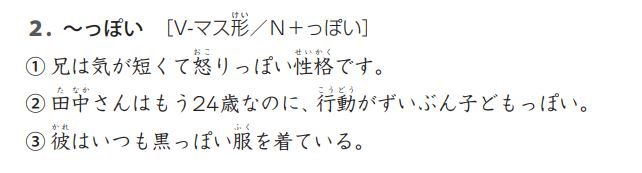 2. ～っぽい ［V-マス形／N＋っぽい］
① 兄は気が短くて怒りっぽい性格です。
② 田中さんはもう24歳なのに、行動がずいぶん子どもっぽい。
③ 彼はいつも黒っぽい服を着ている。